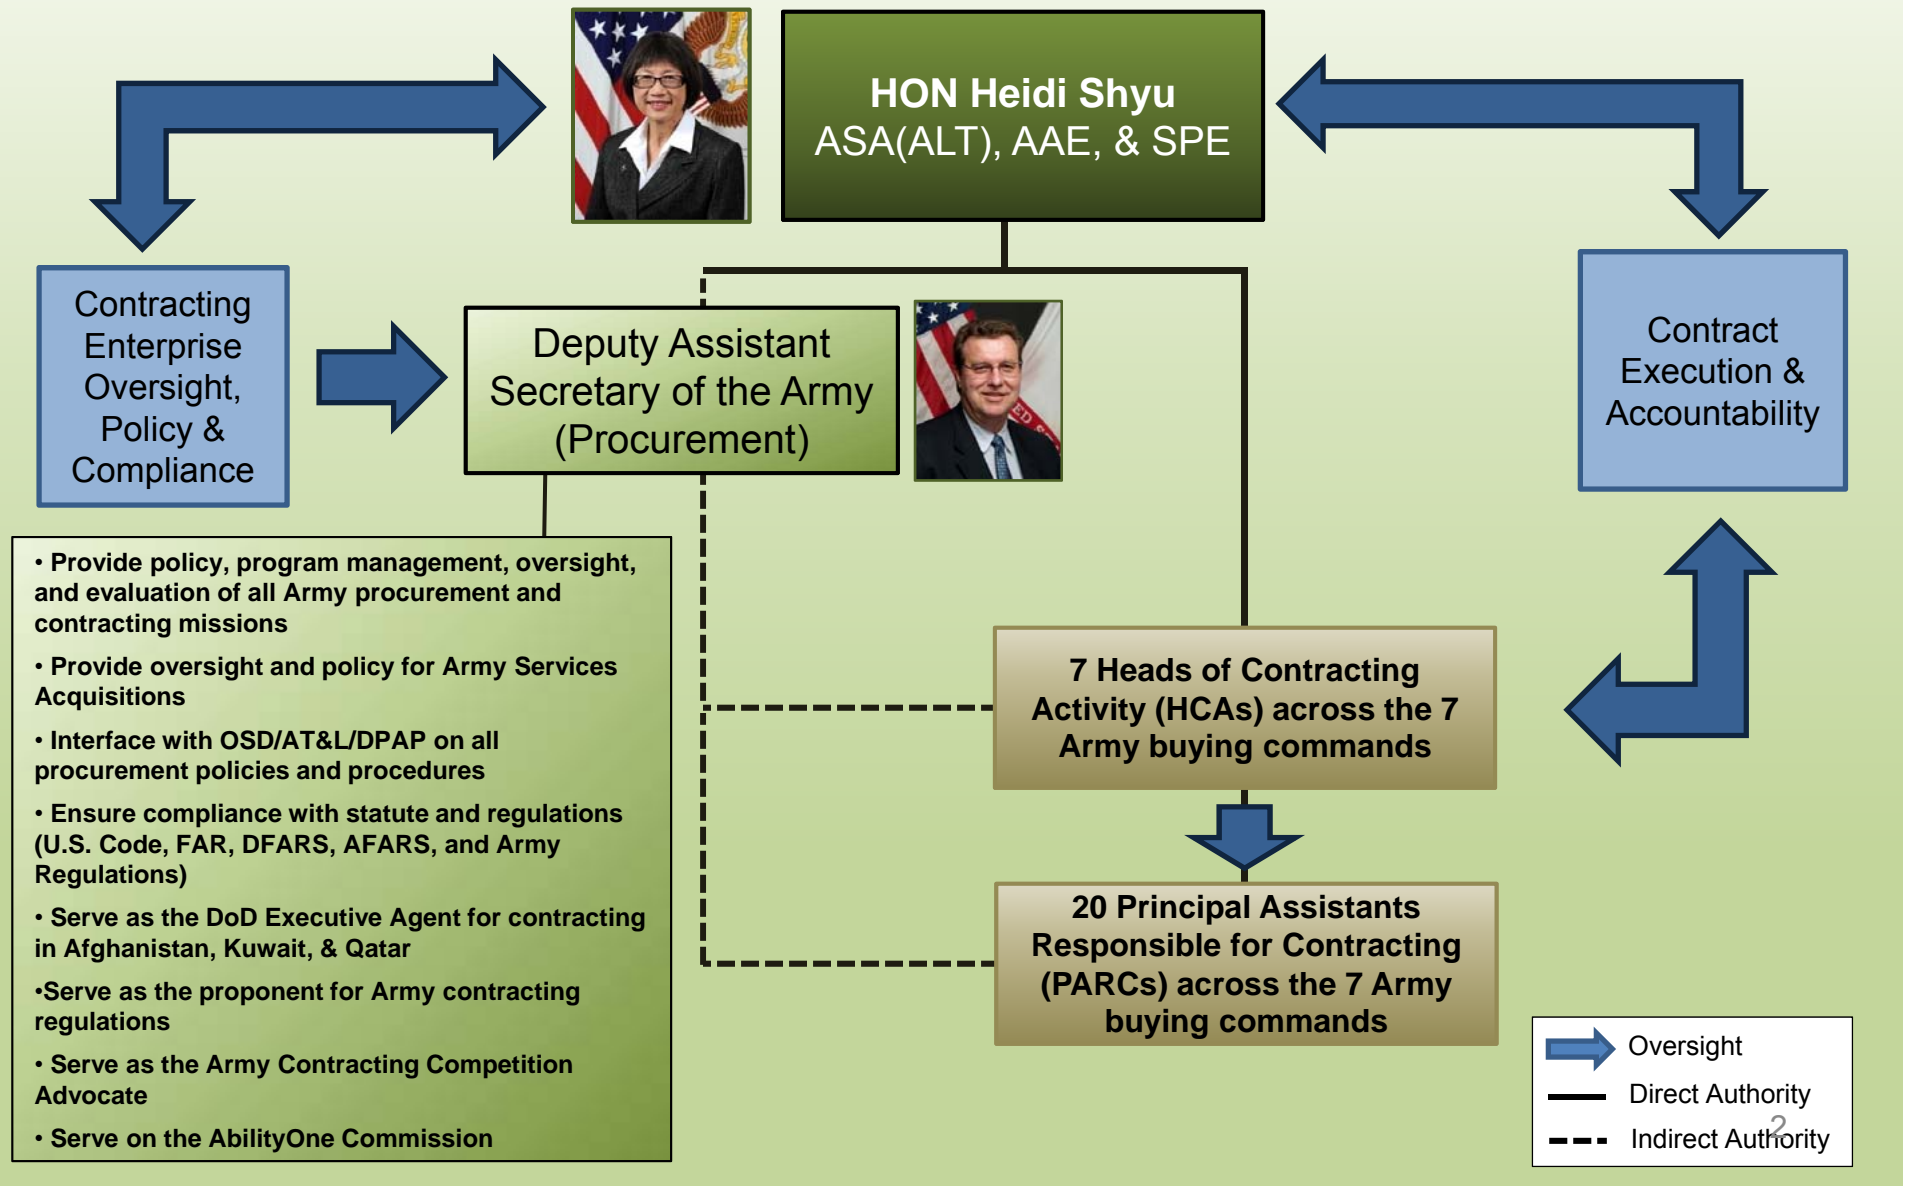 HON Heidi Shyu
ASA(ALT), AAE, & SPE
Contracting
Enterprise
Oversight,
Policy &
Compliance
Deputy Assistant
Secretary of the Army
(Procurement)
Contract
Execution &
Accountability
• Provide policy, program management, oversight,
and evaluation of all Army procurement and
contracting missions
• Provide oversight and policy for Army Services
Acquisitions
• Interface with OSD/AT&L/DPAP on all
procurement policies and procedures
• Ensure compliance with statute and regulations
(U.S. Code, FAR, DFARS, AFARS, and Army
Regulations)
• Serve as the DoD Executive Agent for contracting
in Afghanistan, Kuwait, & Qatar
•Serve as the proponent for Army contracting
regulations
• Serve as the Army Contracting Competition
Advocate
• Serve on the AbilityOne Commission
7 Heads of Contracting
Activity (HCAs) across the 7
Army buying commands
20 Principal Assistants
Responsible for Contracting
(PARCs) across the 7 Army
buying commands
Oversight
Direct Authority
Indirect Authority
2